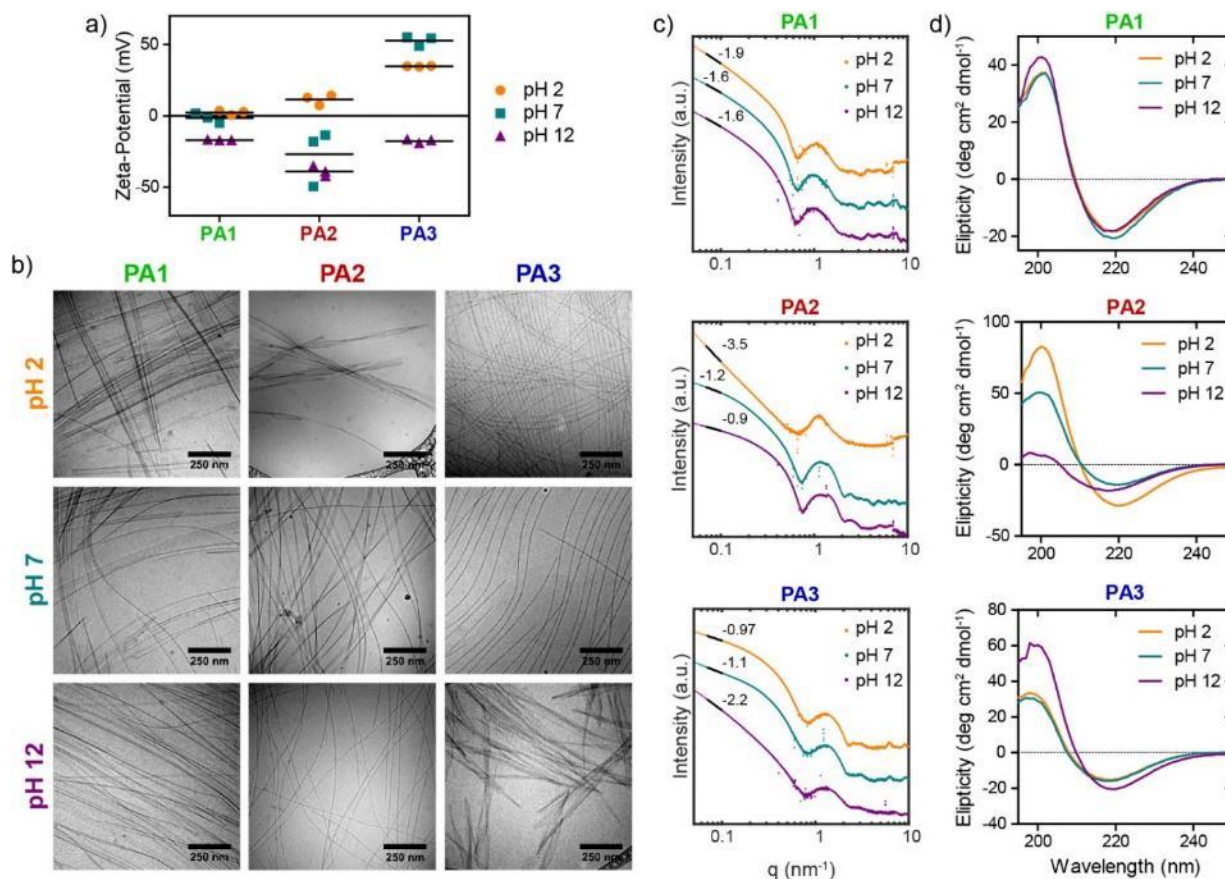 a)
Zeta-Potential (mV)
50
0
-50
PA1
PA2
PA3
pH 2
pH 7
pH 12
b)
PA1
PA2
PA3
pH 2
250 nm
250 nm
250 nm
pH 7
250 nm
250 nm
250 nm
pH 12
250 nm
250 nm
250 nm
c)
PA1
Intensity (a.u.)
-1.9
-1.6
-1.6
pH 2
pH 7
pH 12
0.1
1
10
PA2
Intensity (a.u.)
-3.5
-1.2
-0.9
pH 2
pH 7
pH 12
0.1
1
10
PA3
Intensity (a.u.)
-0.97
-1.1
-2.2
pH 2
pH 7
pH 12
0.1
1
10
q (nm-1)
d)
PA1
Elipticity (deg cm2 dmol-1)
40
20
0
-20
pH 2
pH 7
pH 12
200
220
240
PA2
Elipticity (deg cm2 dmol-1)
100
50
0
-50
pH 2
pH 7
pH 12
200
220
240
PA3
Elipticity (deg cm2 dmol-1)
80
60
40
20
0
-20
-40
pH 2
pH 7
pH 12
200
220
240
Wavelength (nm)